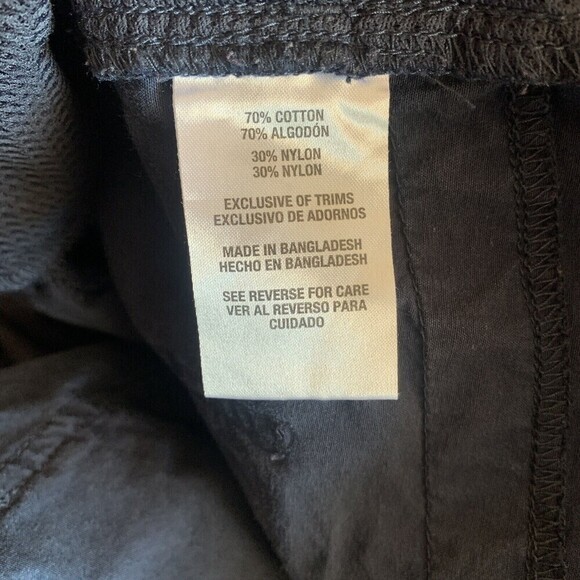 70% COTTON
70% ALGODÓN
30% NYLON
30% NYLON
EXCLUSIVE OF TRIMS
EXCLUSIVO DE ADORNOS
MADE IN BANGLADESH
HECHO EN BANGLADESH
SEE REVERSE FOR CARE
VER AL REVERSO PARA
CUIDADO